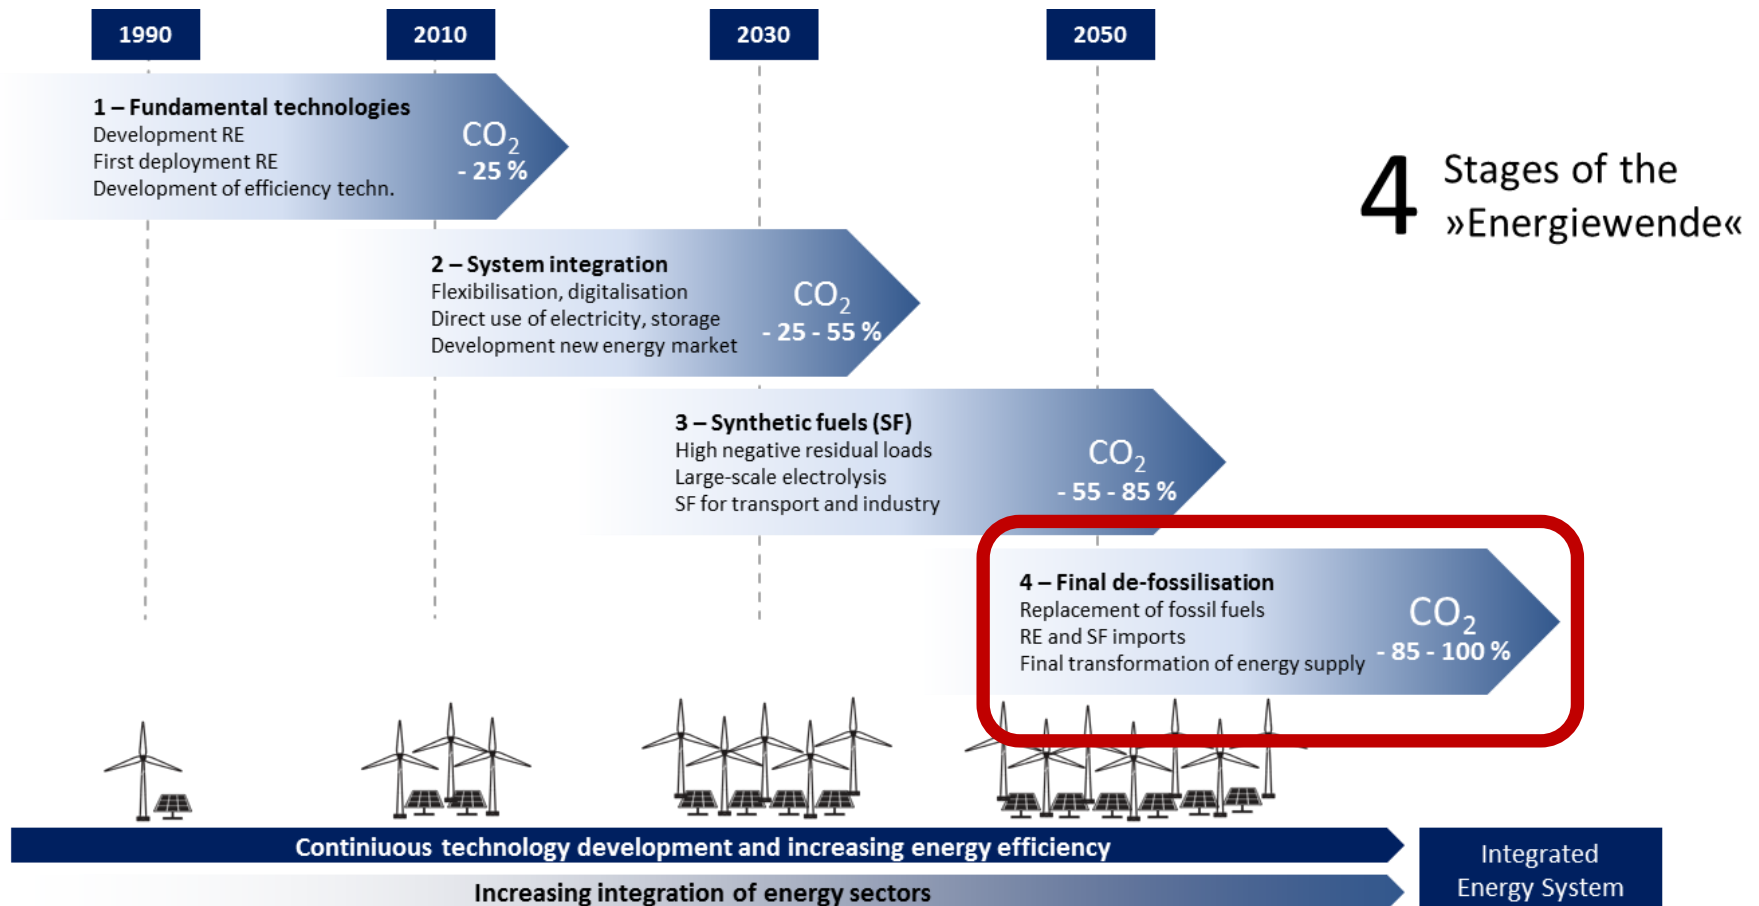 1990
2010
2030
2050
1 – Fundamental technologies
Development RE
First deployment RE
Development of efficiency techn.
CO₂
- 25 %
4 Stages of the
»Energiewende«
2 – System integration
Flexibilisation, digitalisation
Direct use of electricity, storage
Development new energy market
CO₂
- 25 - 55 %
3 – Synthetic fuels (SF)
High negative residual loads
Large-scale electrolysis
SF for transport and industry
CO₂
- 55 - 85 %
4 – Final de-fossilisation
Replacement of fossil fuels
RE and SF imports
Final transformation of energy supply
CO₂
- 85 - 100 %
Continiuous technology development and increasing energy efficiency
Increasing integration of energy sectors
Integrated
Energy System